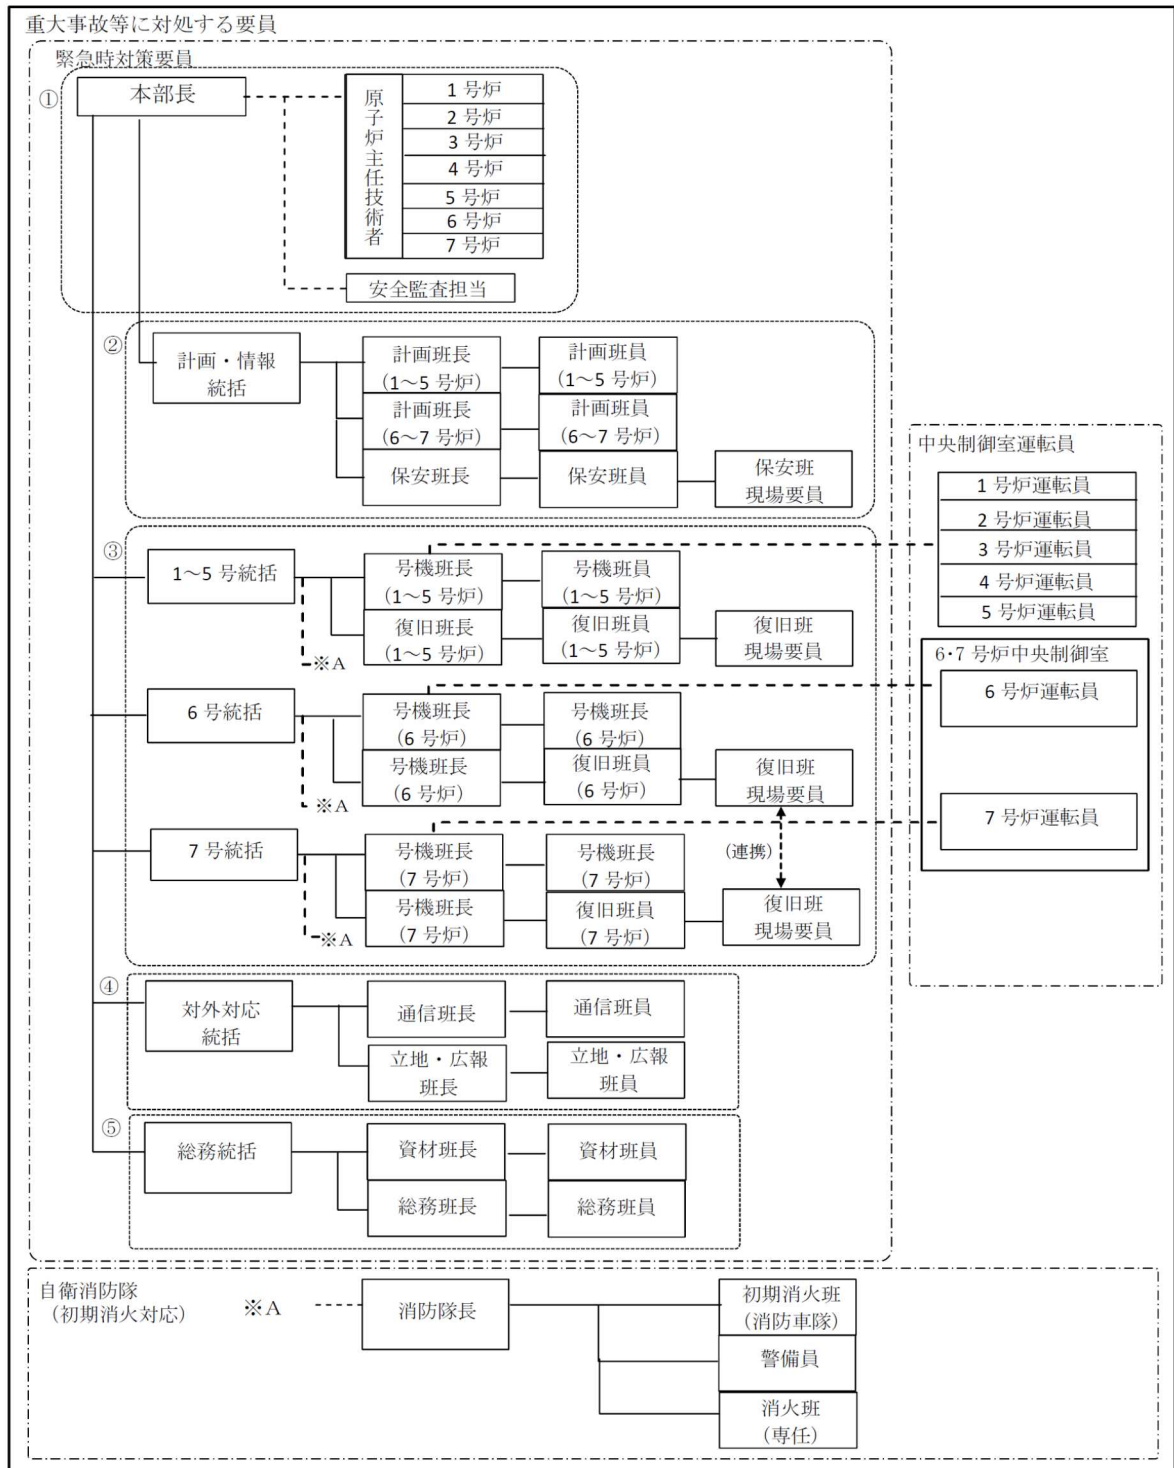 重大事故等に対処する要員
緊急時対策要員
①
本部長
原子炉主任技術者
1 号炉
2 号炉
3 号炉
4 号炉
5 号炉
6 号炉
7 号炉
安全監査担当
②
計画・情報
統括
計画班長
(1～5 号炉)
計画班員
(1～5 号炉)
計画班長
(6～7 号炉)
計画班員
(6～7 号炉)
保安班長
保安班員
保安班
現場要員
中央制御室運転員
1 号炉運転員
2 号炉運転員
3 号炉運転員
4 号炉運転員
5 号炉運転員
6･7 号炉中央制御室
6 号炉運転員
7 号炉運転員
③
1～5 号統括
※A
号機班長
(1～5 号炉)
号機班員
(1～5 号炉)
復旧班長
(1～5 号炉)
復旧班員
(1～5 号炉)
復旧班
現場要員
6 号統括
※A
号機班長
(6 号炉)
号機班長
(6 号炉)
号機班長
(6 号炉)
復旧班員
(6 号炉)
復旧班
現場要員
(連携)
7 号統括
※A
号機班長
(7 号炉)
号機班長
(7 号炉)
号機班長
(7 号炉)
復旧班員
(7 号炉)
復旧班
現場要員
④
対外対応
統括
通信班長
通信班員
立地・広報
班長
立地・広報
班員
⑤
総務統括
資材班長
資材班員
総務班長
総務班員
自衛消防隊
（初期消火対応）
※A
消防隊長
初期消火班
(消防車隊)
警備員
消火班
(専任)